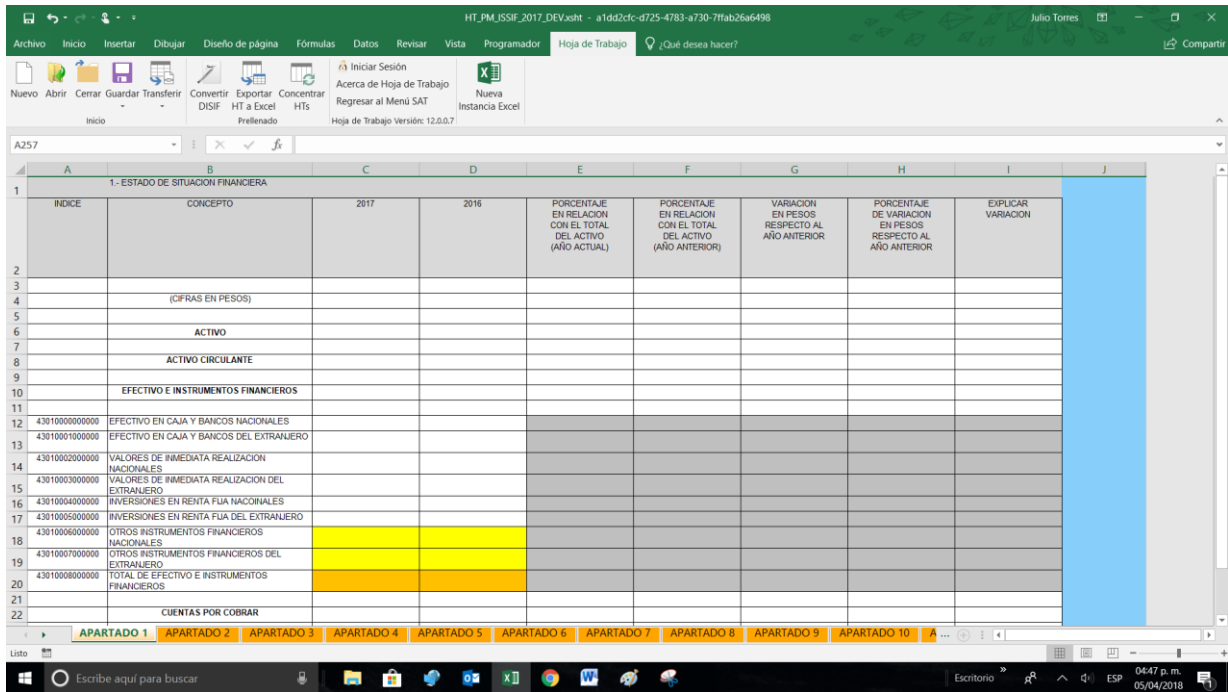 HT_PM_ISSIF_2017_DEV.xsht - a1dd2cfc-d725-4783-a730-7ffab26a6498
Julio Torres
Archivo Inicio Insertar Dibujar Diseño de página Fórmulas Datos Revisar Vista Programador Hoja de Trabajo ¿Qué desea hacer? Compartir
Nuevo Abrir Cerrar Guardar Transferir
Inicio
Convertir DISIF Exportar HT a Excel Concentrar HTs
Prellenado
Iniciar Sesión
Acerca de Hoja de Trabajo
Regresar al Menú SAT
Hoja de Trabajo Versión: 12.0.0.7
Nueva Instancia Excel
A257 fx
A B C D E F G H I J
1 1.- ESTADO DE SITUACION FINANCIERA
2 INDICE CONCEPTO 2017 2016 PORCENTAJE EN RELACION CON EL TOTAL DEL ACTIVO (AÑO ACTUAL) PORCENTAJE EN RELACION CON EL TOTAL DEL ACTIVO (AÑO ANTERIOR) VARIACION EN PESOS RESPECTO AL AÑO ANTERIOR PORCENTAJE DE VARIACION EN PESOS RESPECTO AL AÑO ANTERIOR EXPLICAR VARIACION
3
4 (CIFRAS EN PESOS)
5
6 ACTIVO
7
8 ACTIVO CIRCULANTE
9
10 EFECTIVO E INSTRUMENTOS FINANCIEROS
11
12 43010000000000 EFECTIVO EN CAJA Y BANCOS NACIONALES
13 43010001000000 EFECTIVO EN CAJA Y BANCOS DEL EXTRANJERO
14 43010002000000 VALORES DE INMEDIATA REALIZACION NACIONALES
15 43010003000000 VALORES DE INMEDIATA REALIZACION DEL EXTRANJERO
16 43010004000000 INVERSIONES EN RENTA FIJA NACOINALES
17 43010005000000 INVERSIONES EN RENTA FIJA DEL EXTRANJERO
18 43010006000000 OTROS INSTRUMENTOS FINANCIEROS NACIONALES
19 43010007000000 OTROS INSTRUMENTOS FINANCIEROS DEL EXTRANJERO
20 43010008000000 TOTAL DE EFECTIVO E INSTRUMENTOS FINANCIEROS
21
22 CUENTAS POR COBRAR
APARTADO 1 APARTADO 2 APARTADO 3 APARTADO 4 APARTADO 5 APARTADO 6 APARTADO 7 APARTADO 8 APARTADO 9 APARTADO 10 A ...
Listo
Escribe aquí para buscar
Escritorio
ESP
04:47 p. m.
05/04/2018